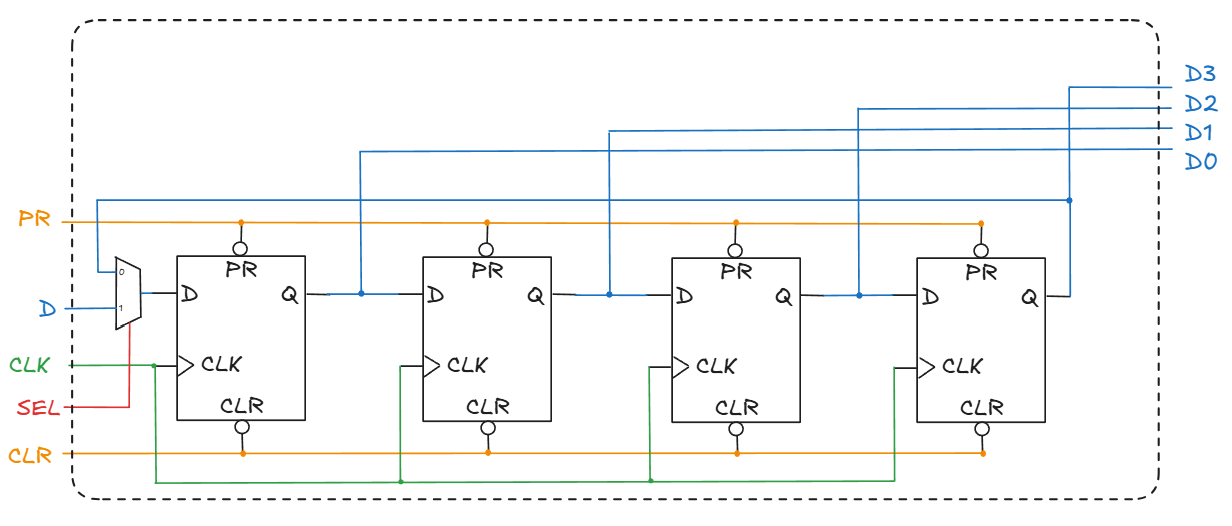 D3
D2
D1
D0
PR
PR PR PR PR
0
D Q D Q D Q D Q
D 1
CLK CLK CLK CLK CLK
SEL CLR CLR CLR CLR
CLR